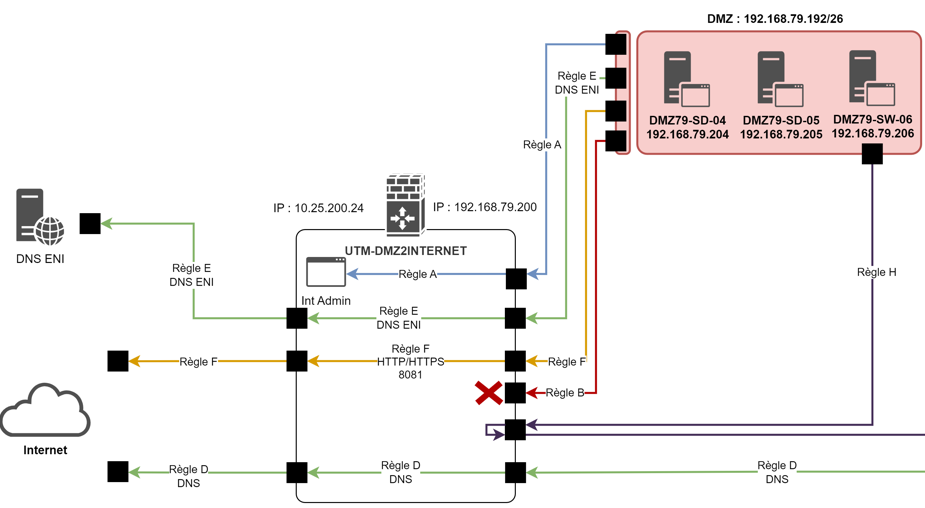 DMZ : 192.168.79.192/26
DMZ79-SD-04
192.168.79.204
DMZ79-SD-05
192.168.79.205
DMZ79-SW-06
192.168.79.206
Règle E
DNS ENI
Règle A
IP : 10.25.200.24
IP : 192.168.79.200
UTM-DMZ2INTERNET
DNS ENI
Règle E
DNS ENI
Règle A
Int Admin
Règle E
DNS ENI
Règle H
Règle F
Règle F
HTTP/HTTPS
8081
Règle F
Règle B
Internet
Règle D
DNS
Règle D
DNS
Règle D
DNS